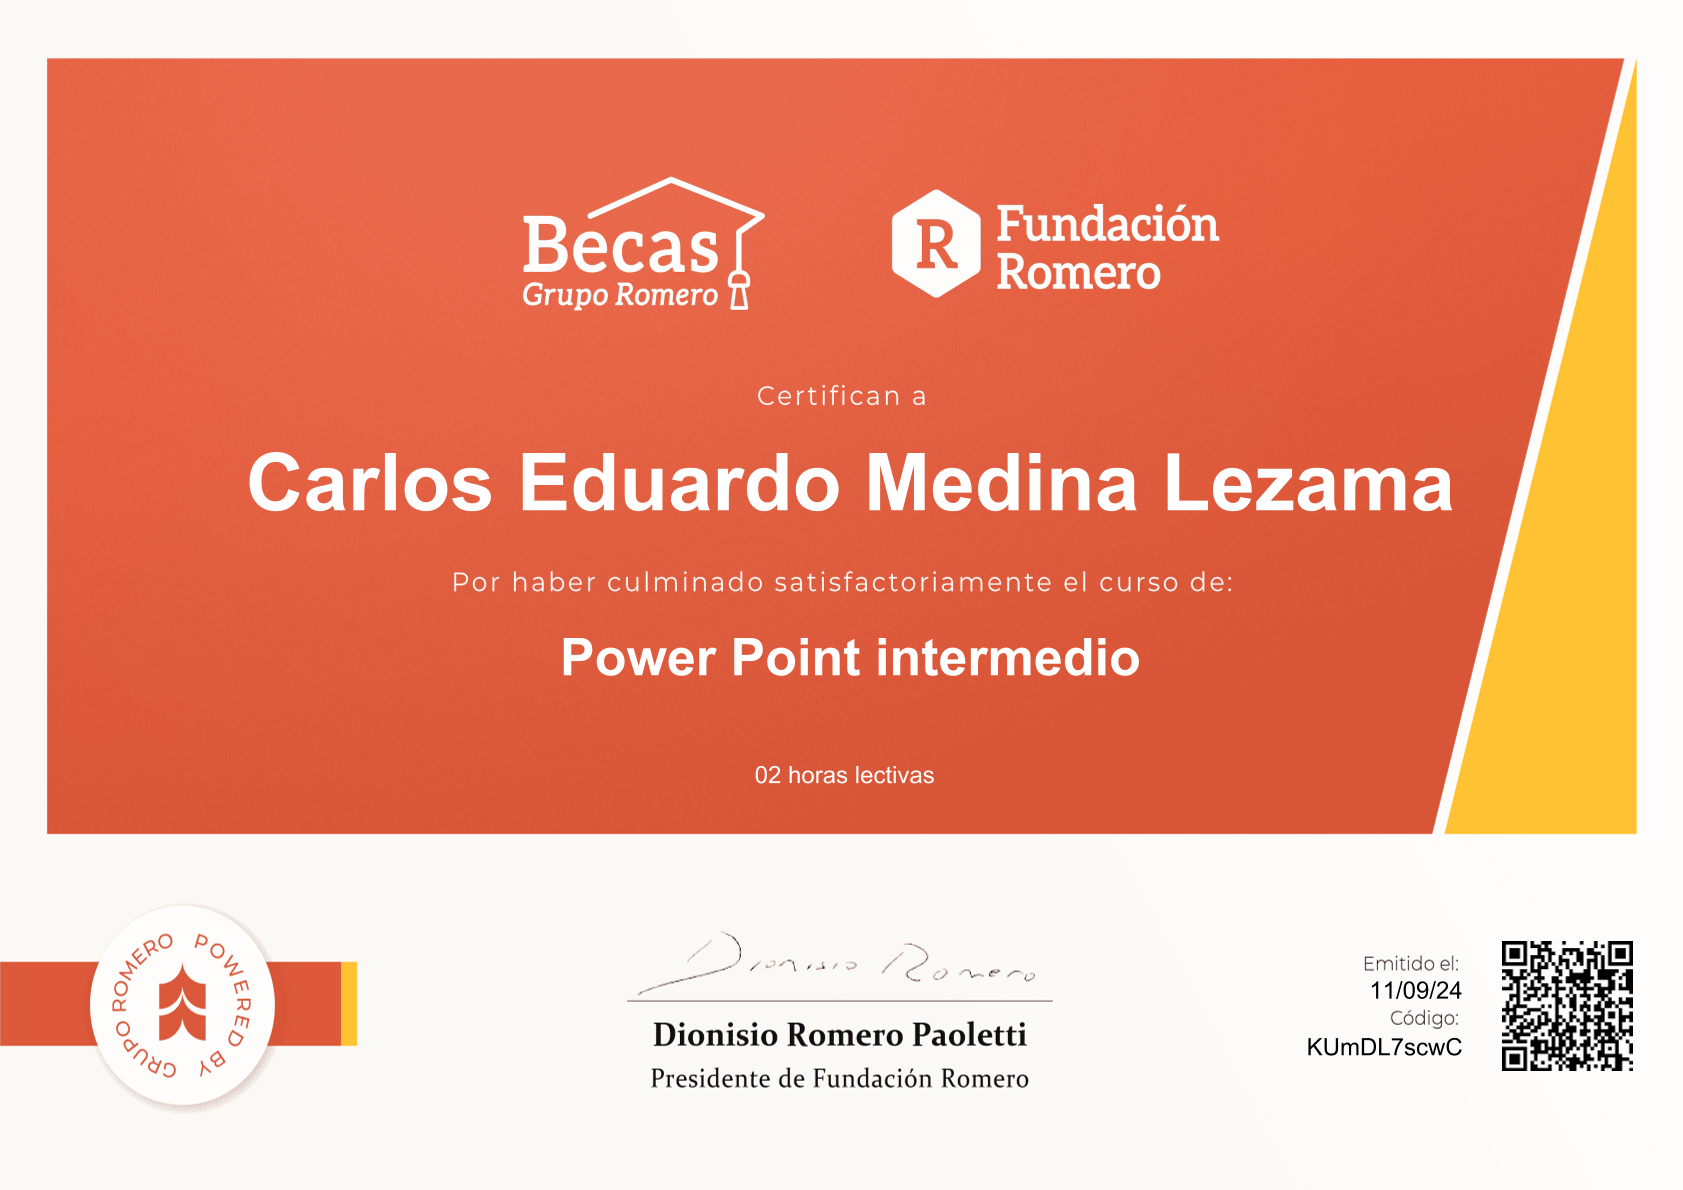 Becas
Grupo Romero
R
Fundación
Romero
Certifican a
Carlos Eduardo Medina Lezama
Por haber culminado satisfactoriamente el curso de:
Power Point intermedio
02 horas lectivas
POWERED BY GRUPO ROMERO
Dionisio Romero
Dionisio Romero Paoletti
Presidente de Fundación Romero
Emitido el:
11/09/24
Código:
KUmDL7scwC